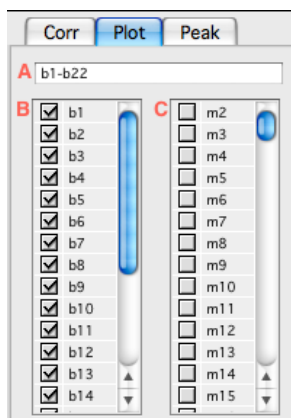 Corr Plot Peak
A b1-b22
B C
b1 m2
b2 m3
b3 m4
b4 m5
b5 m6
b6 m7
b7 m8
b8 m9
b9 m10
b10 m11
b11 m12
b12 m13
b13 m14
b14 m15